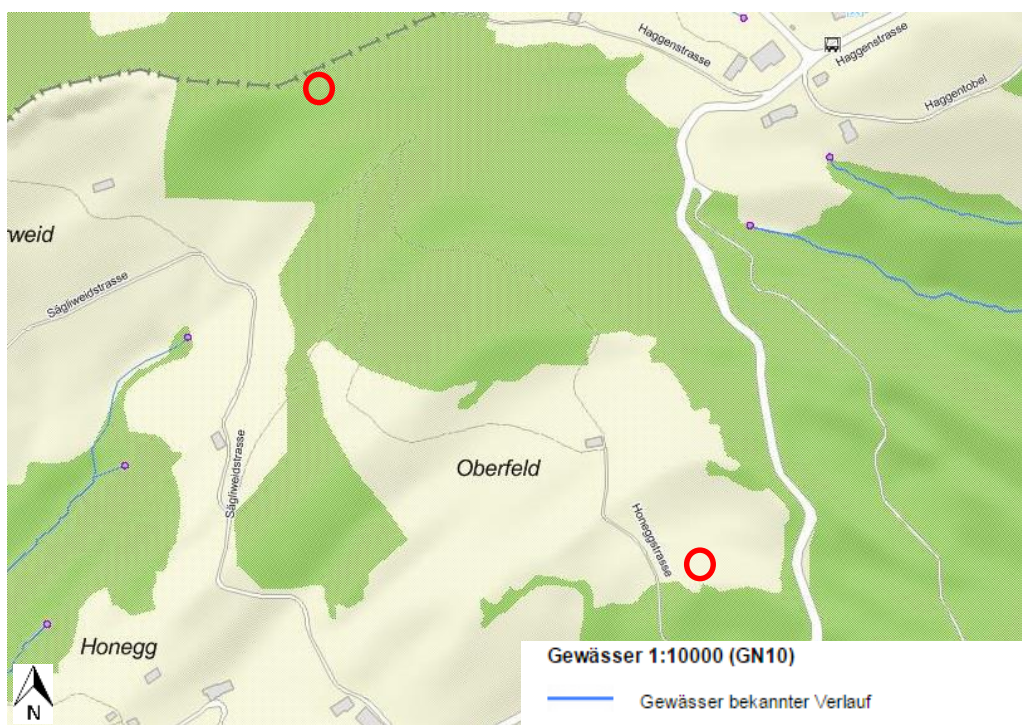 Haggenstrasse
Haggenstrasse
Haggentobel
rweid
Sägliweidstrasse
Sägliweidstrasse
Oberfeld
Honeggstrasse
Honegg
N
Gewässer 1:10000 (GN10)
Gewässer bekannter Verlauf